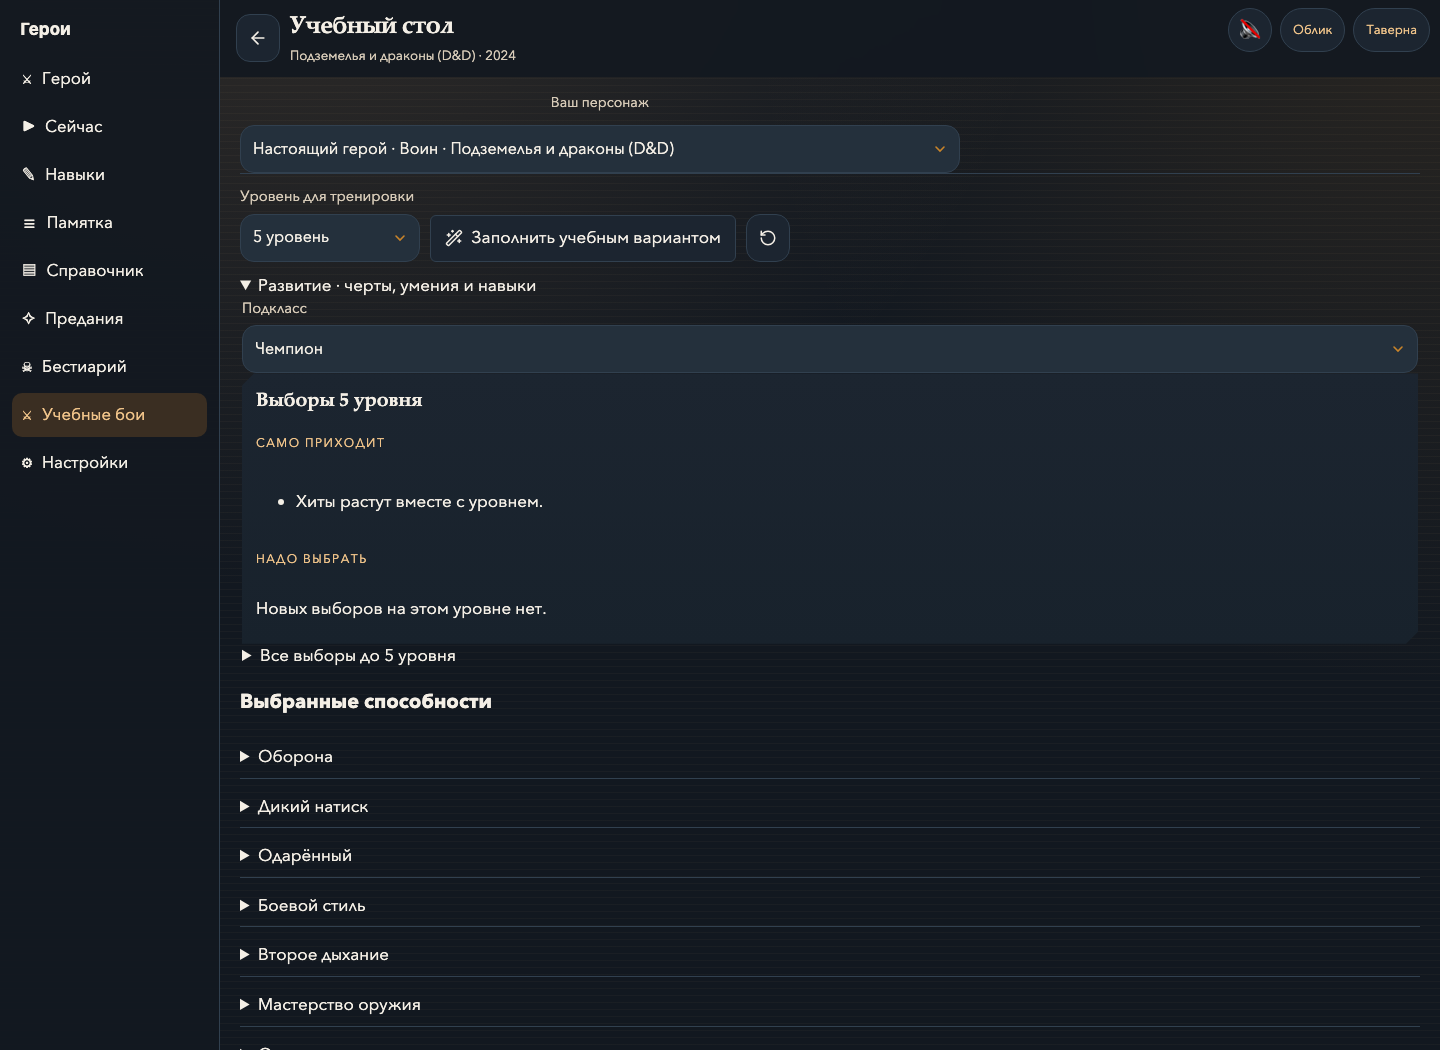 Герои
Герой
Сейчас
Навыки
Памятка
Справочник
Предания
Бестиарий
Учебные бои
Настройки
Учебный стол
Подземелья и драконы (D&D) · 2024
Облик
Таверна
Ваш персонаж
Настоящий герой · Воин · Подземелья и драконы (D&D)
Уровень для тренировки
5 уровень
Заполнить учебным вариантом
Развитие · черты, умения и навыки
Подкласс
Чемпион
Выборы 5 уровня
САМО ПРИХОДИТ
• Хиты растут вместе с уровнем.
НАДО ВЫБРАТЬ
Новых выборов на этом уровне нет.
Все выборы до 5 уровня
Выбранные способности
Оборона
Дикий натиск
Одарённый
Боевой стиль
Второе дыхание
Мастерство оружия